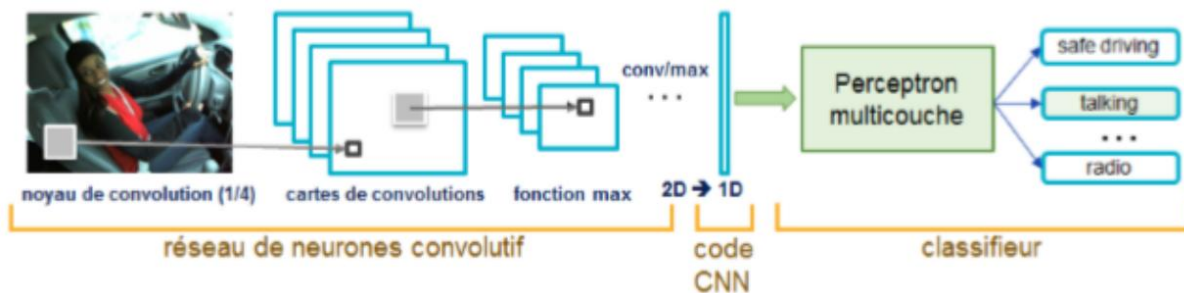 conv/max
...
Perceptron
multicouche
safe driving
talking
...
radio
noyau de convolution (1/4)
cartes de convolutions
fonction max
2D ➔ 1D
réseau de neurones convolutif
code
CNN
classifieur